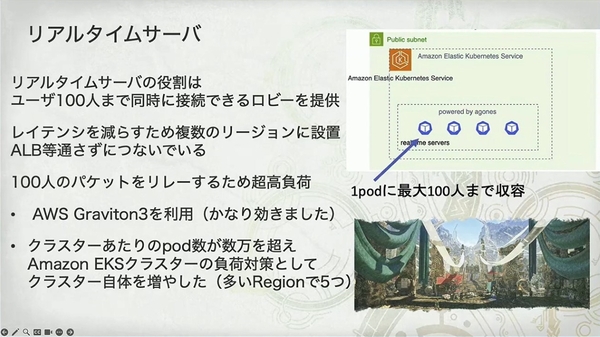 リアルタイムサーバ
リアルタイムサーバの役割は
ユーザ100人まで同時に接続できるロビーを提供
レイテンシを減らすため複数のリージョンに設置
ALB等通さずにつないでいる
100人のパケットをリレーするため超高負荷
• AWS Graviton3を利用（かなり効きました）
• クラスターあたりのpod数が数万を超え
Amazon EKSクラスターの負荷対策として
クラスター自体を増やした（多いRegionで5つ）
Public subnet
Amazon Elastic Kubernetes Service
Amazon Elastic Kubernetes Service
powered by agones
realtime servers
1podに最大100人まで収容